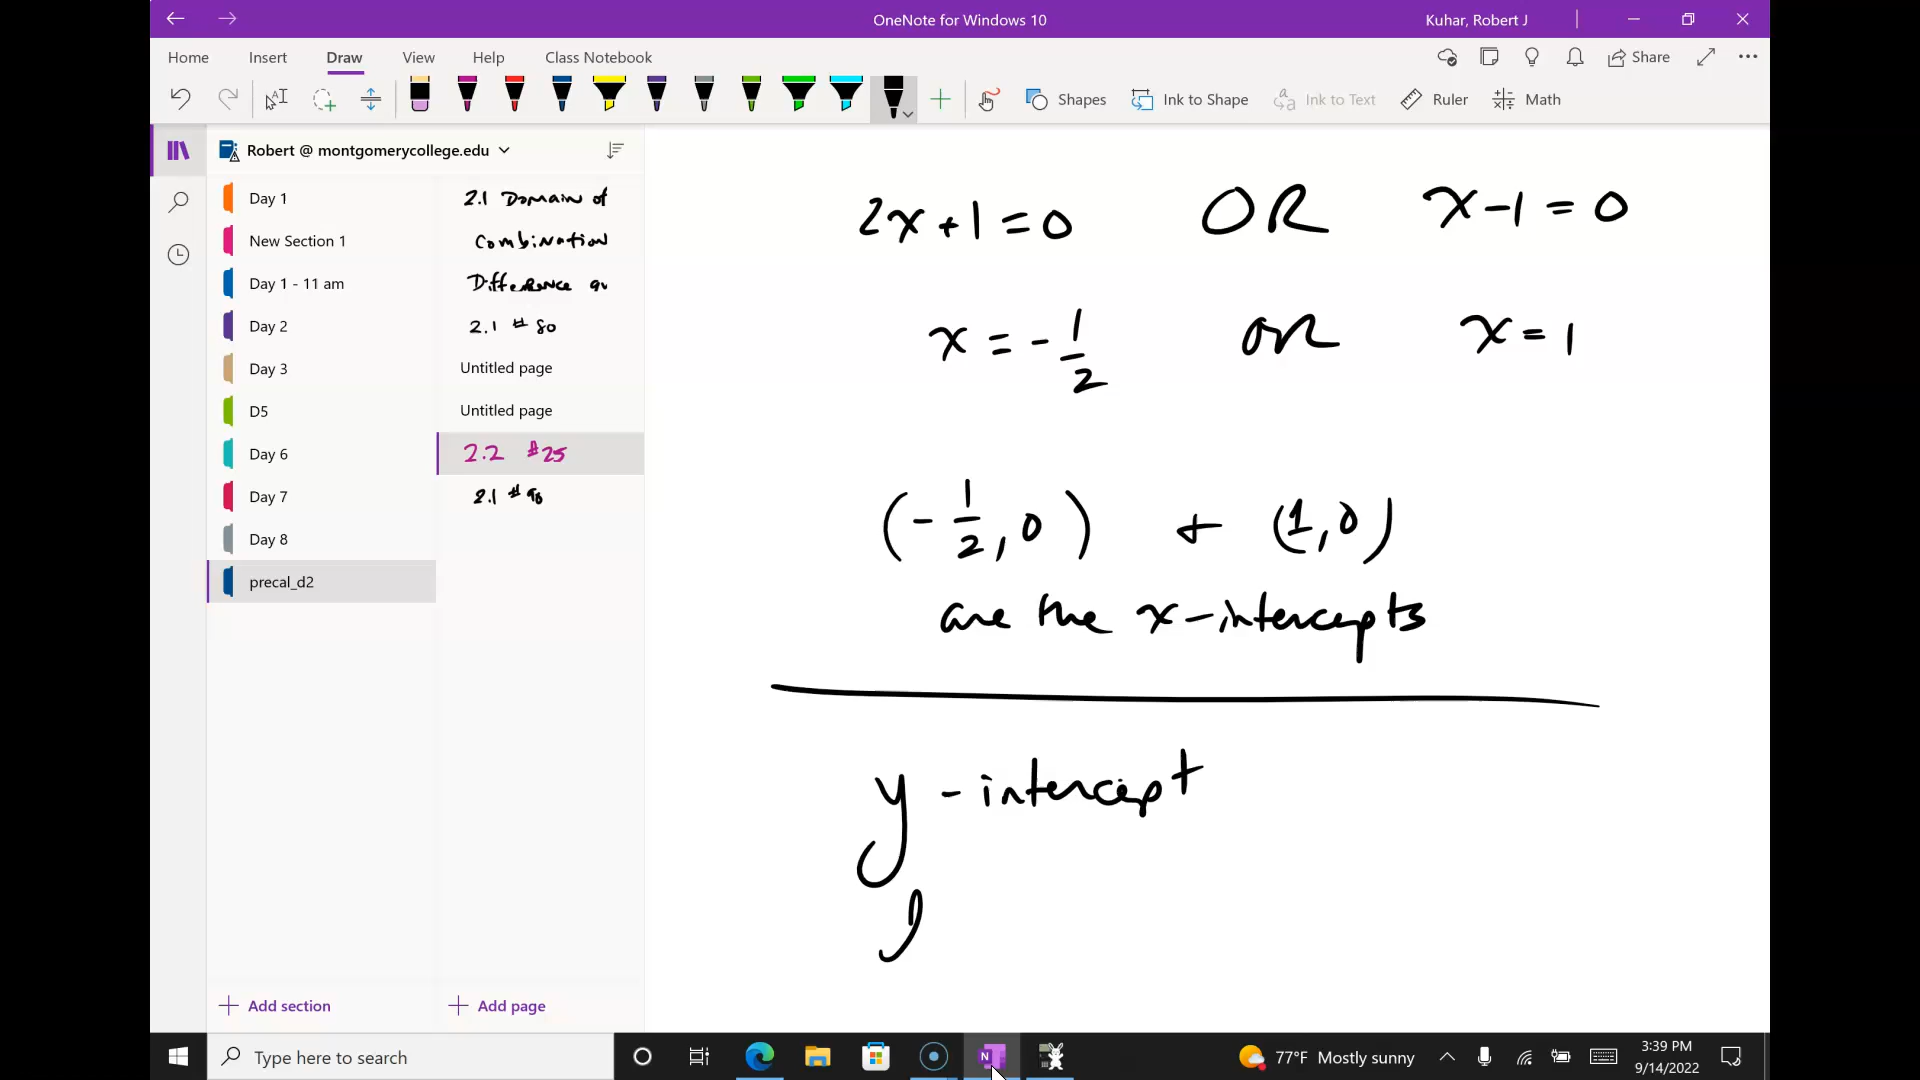 OneNote for Windows 10
Kuhar, Robert J
Home Insert Draw View Help Class Notebook
Share
Shapes Ink to Shape Ink to Text Ruler Math
Robert @ montgomerycollege.edu
Day 1
New Section 1
Day 1 - 11 am
Day 2
Day 3
D5
Day 6
Day 7
Day 8
precal_d2
Add section
2.1 Domain of
Combination
Difference qu
2.1 # 80
Untitled page
Untitled page
2.2 #25
2.1 # 90
Add page
2x+1=0 OR x-1=0
x = -1/2 OR x = 1
(-1/2, 0) + (1, 0)
are the x-intercepts
y-intercept
Type here to search
77°F Mostly sunny
3:39 PM
9/14/2022